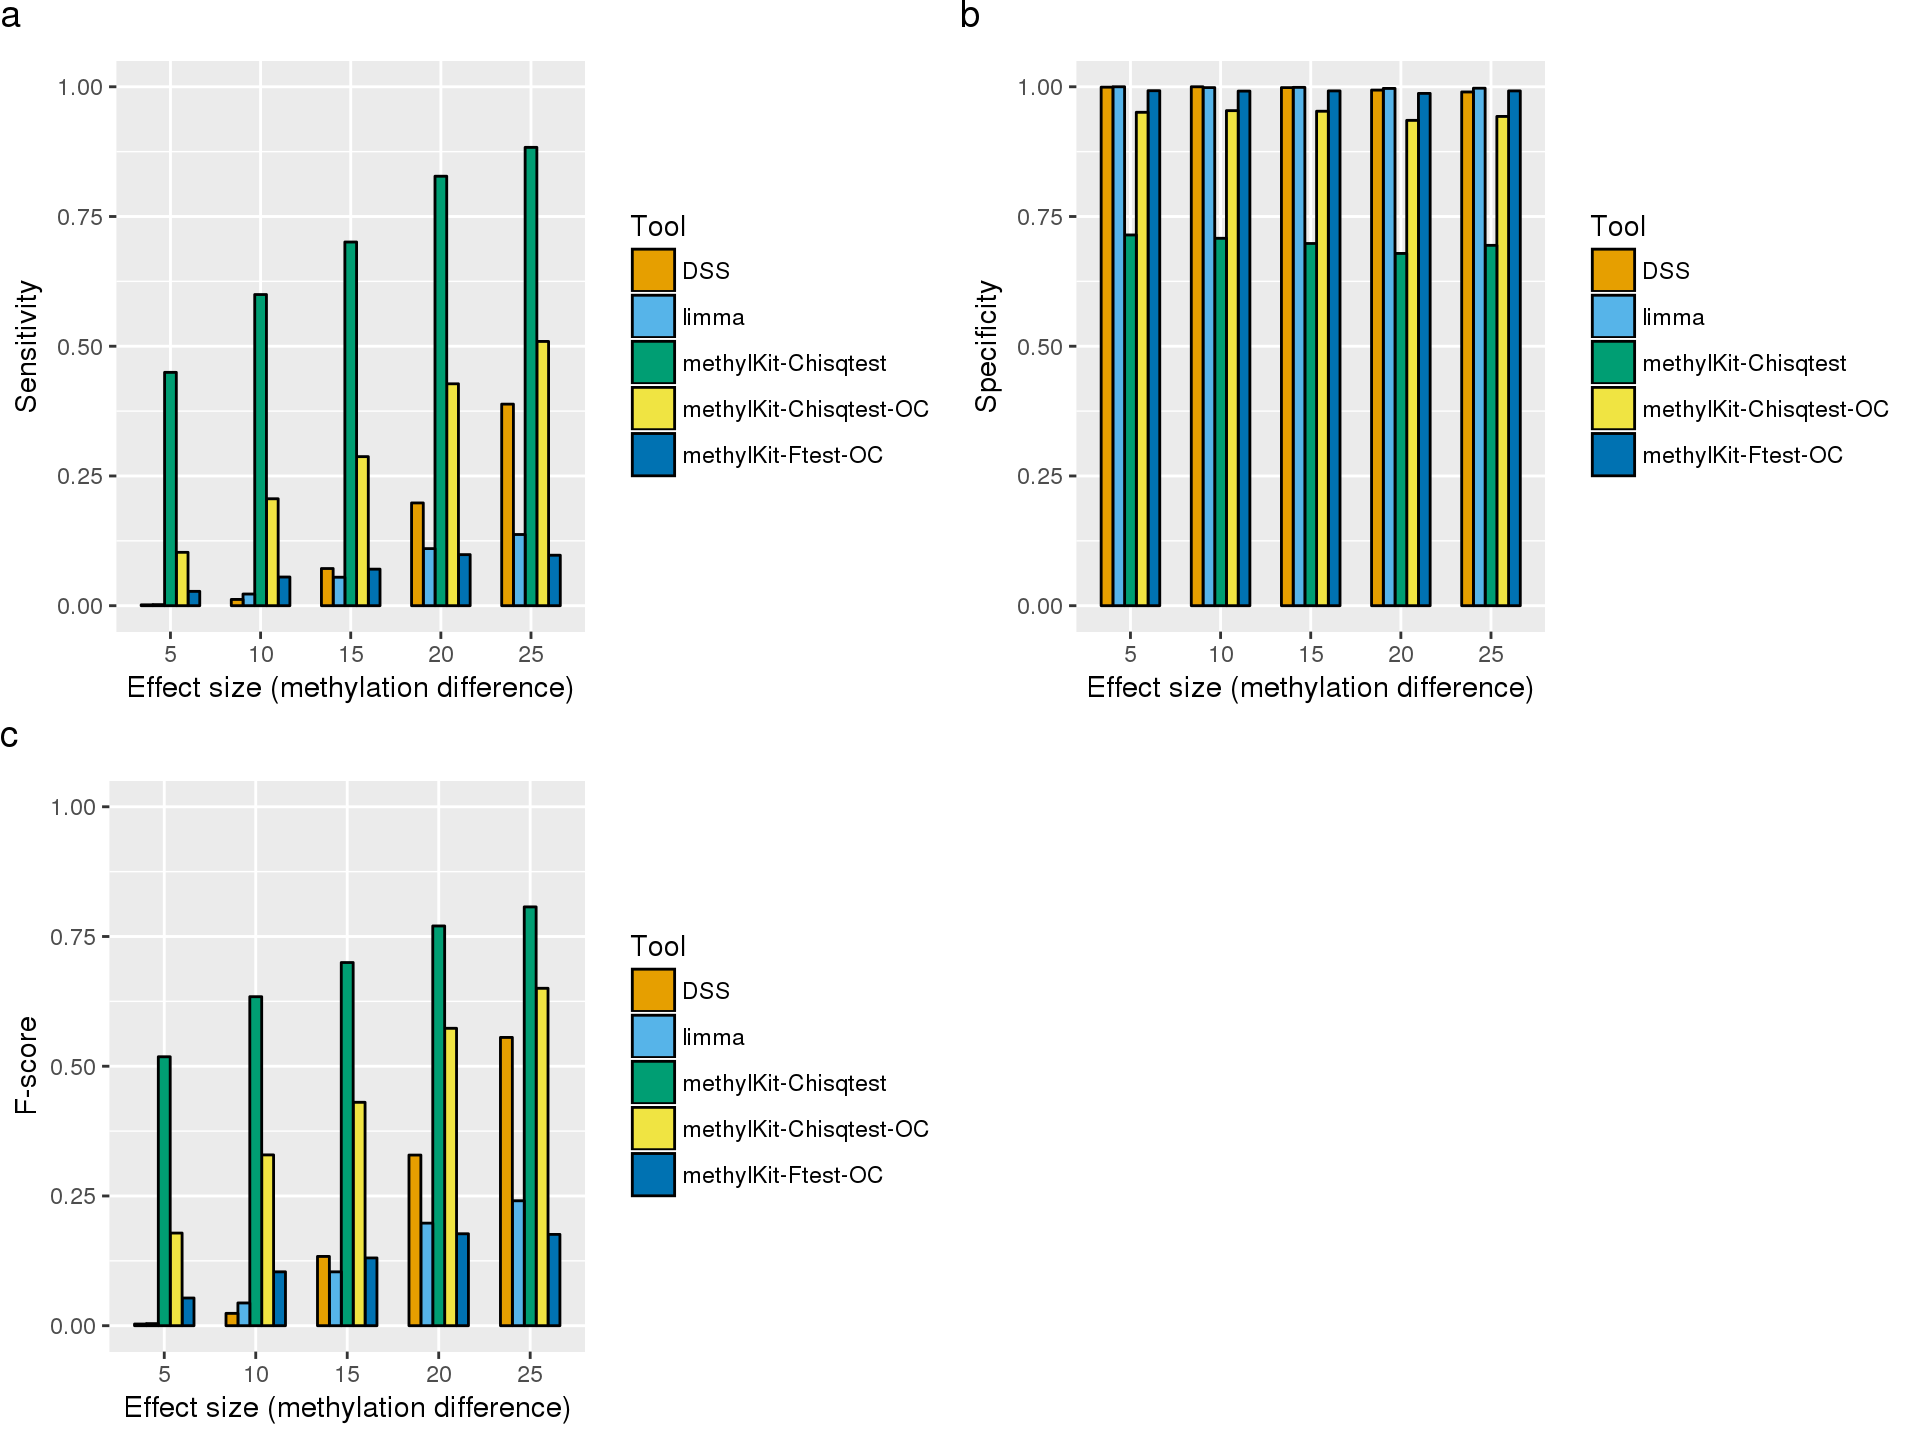 a
1.00
0.75
0.50
0.25
0.00
Sensitivity
5 10 15 20 25
Effect size (methylation difference)
Tool
DSS
limma
methylKit-Chisqtest
methylKit-Chisqtest-OC
methylKit-Ftest-OC
b
1.00
0.75
0.50
0.25
0.00
Specificity
5 10 15 20 25
Effect size (methylation difference)
Tool
DSS
limma
methylKit-Chisqtest
methylKit-Chisqtest-OC
methylKit-Ftest-OC
c
1.00
0.75
0.50
0.25
0.00
F-score
5 10 15 20 25
Effect size (methylation difference)
Tool
DSS
limma
methylKit-Chisqtest
methylKit-Chisqtest-OC
methylKit-Ftest-OC